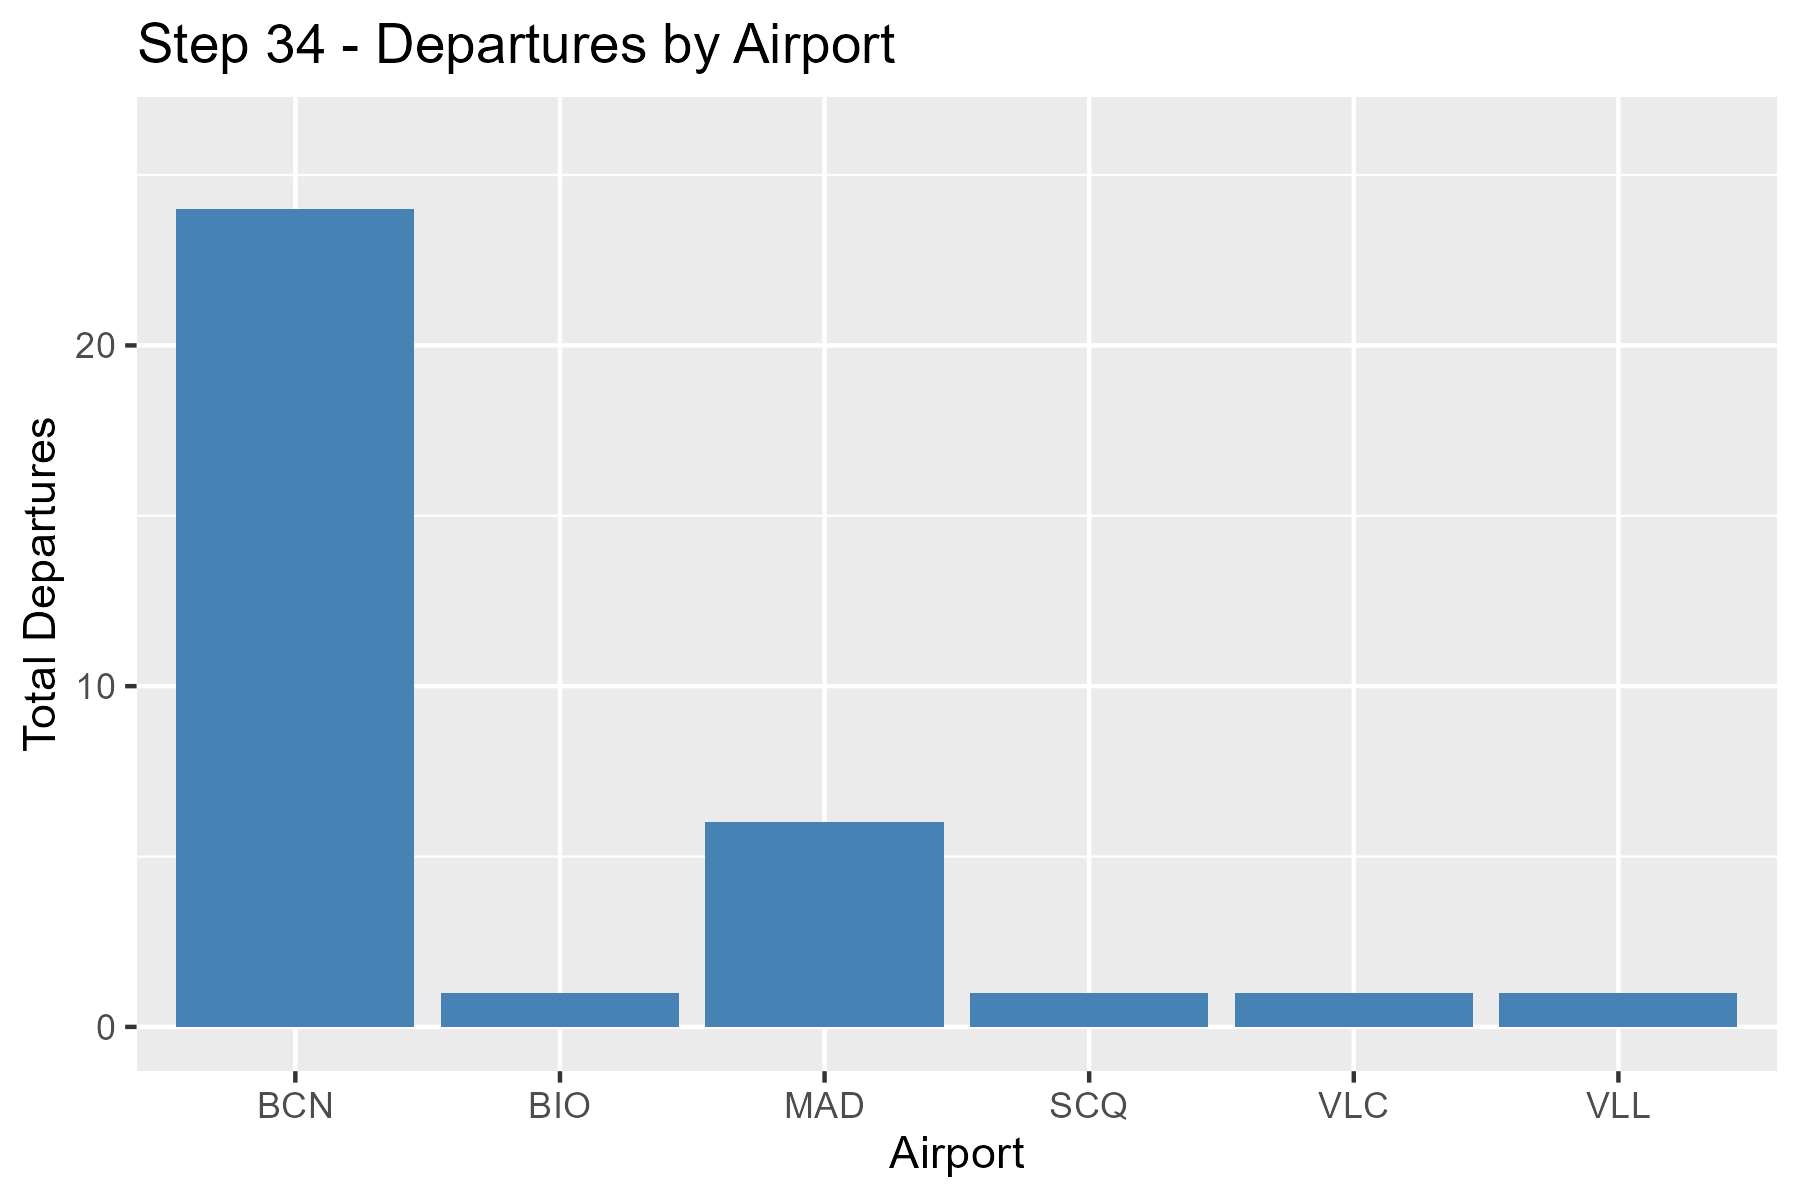 Step 34 - Departures by Airport
Total Departures
20
10
0
BCN BIO MAD SCQ VLC VLL
Airport